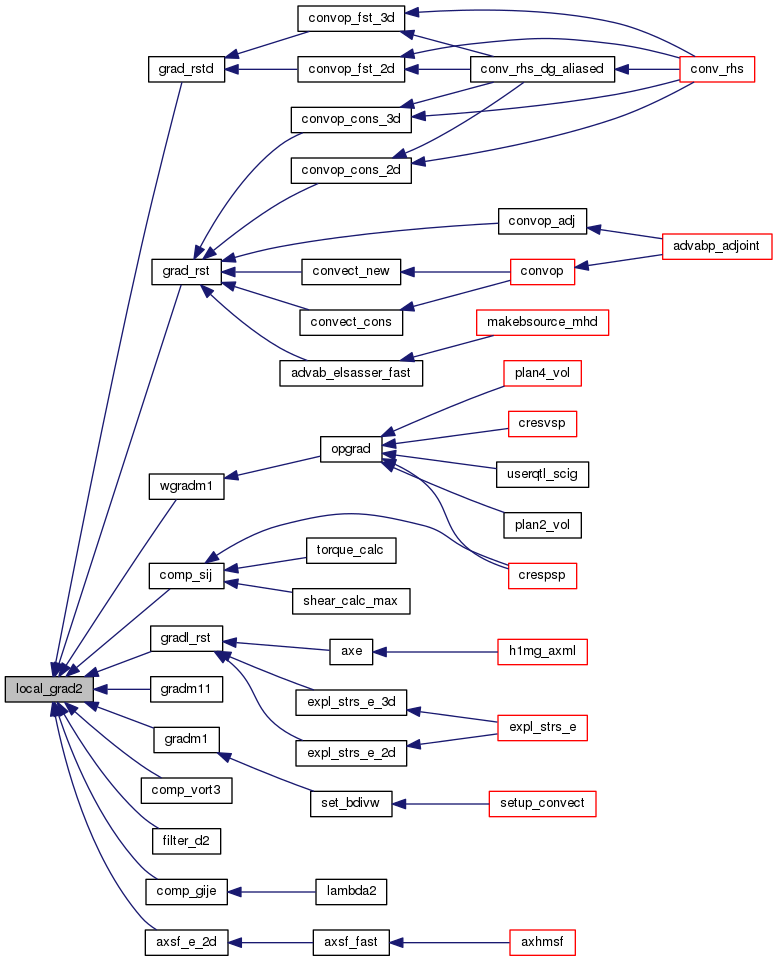 convop_fst_3d
grad_rstd
convop_fst_2d
conv_rhs_dg_aliased
conv_rhs
convop_cons_3d
convop_cons_2d
convop_adj
advabp_adjoint
grad_rst
convect_new
convop
convect_cons
makebsource_mhd
advab_elsasser_fast
plan4_vol
cresvsp
opgrad
userqtl_scig
wgradm1
plan2_vol
torque_calc
comp_sij
crespsp
shear_calc_max
gradl_rst
axe
h1mg_axml
local_grad2
gradm11
expl_strs_e_3d
expl_strs_e
gradm1
expl_strs_e_2d
comp_vort3
set_bdivw
setup_convect
filter_d2
comp_gije
lambda2
axsf_e_2d
axsf_fast
axhmsf